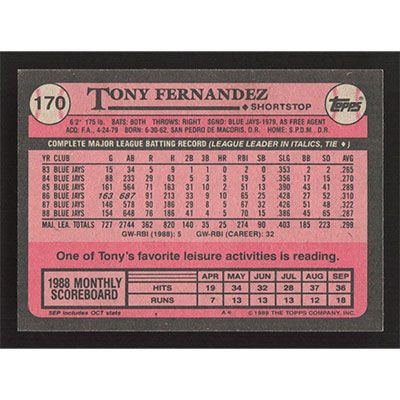 170
TONY FERNANDEZ
♦SHORTSTOP
TOPPS
6'2" 175 lb. BATS: BOTH THROWS: RIGHT SGND: BLUE JAYS-1979, AS FREE AGENT
ACQ: F.A., 4-24-79 BORN: 6-30-62, SAN PEDRO DE MACORIS, D.R. HOME: S.P.D.M., D.R.
COMPLETE MAJOR LEAGUE BATTING RECORD (LEAGUE LEADER IN ITALICS, TIE ♦)
YR CLUB G AB R H 2B 3B HR RBI SB SLG BB SO AVG
83 BLUE JAYS 15 34 5 9 1 1 0 2 0 .353 2 2 .265
84 BLUE JAYS 88 233 29 63 5 3 3 19 5 .356 17 15 .270
85 BLUE JAYS 161 564 71 163 31 10 2 51 13 .390 43 41 .289
86 BLUE JAYS 163 687 91 213 33 9 10 65 25 .428 27 52 .310
87 BLUE JAYS 146 578 90 186 29 8 5 67 32 .426 51 48 .322
88 BLUE JAYS 154 648 76 186 41 4 5 70 15 .386 45 65 .287
MAJ. LEA. TOTALS 727 2744 362 820 140 35 25 274 90 .399 185 223 .299
GW-RBI (1988): 5 GW-RBI (CAREER): 32
One of Tony's favorite leisure activities is reading.
1988 MONTHLY SCOREBOARD
APR MAY JUN JUL AUG SEP
HITS 19 34 32 28 37 36
RUNS 7 13 13 13 12 18
SEP INCLUDES OCT stats
A* © 1989 THE TOPPS COMPANY, INC.